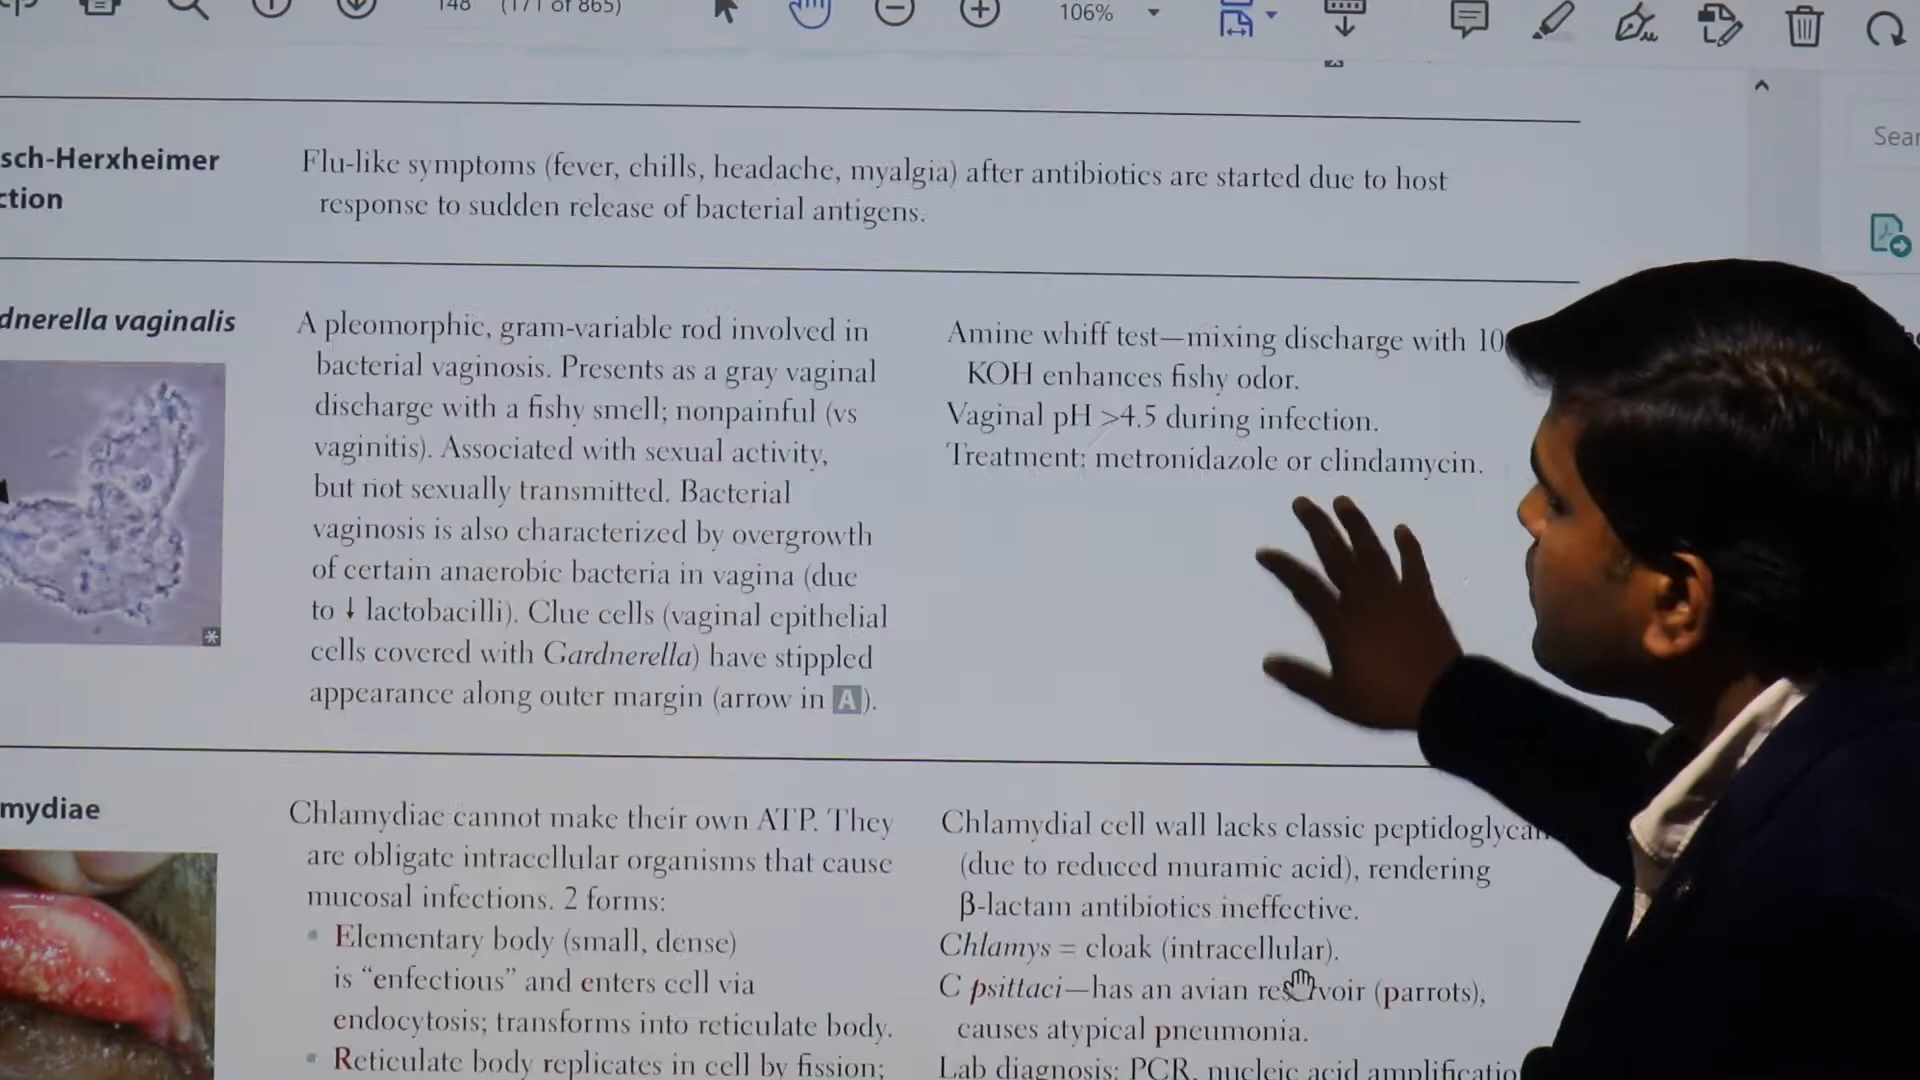 148 (171 of 865)
106%
Sear
sch-Herxheimer
ction
Flu-like symptoms (fever, chills, headache, myalgia) after antibiotics are started due to host
response to sudden release of bacterial antigens.
dnerella vaginalis
A pleomorphic, gram-variable rod involved in
bacterial vaginosis. Presents as a gray vaginal
discharge with a fishy smell; nonpainful (vs
vaginitis). Associated with sexual activity,
but not sexually transmitted. Bacterial
vaginosis is also characterized by overgrowth
of certain anaerobic bacteria in vagina (due
to ↓ lactobacilli). Clue cells (vaginal epithelial
cells covered with Gardnerella) have stippled
appearance along outer margin (arrow in A).
Amine whiff test—mixing discharge with 10
KOH enhances fishy odor.
Vaginal pH >4.5 during infection.
Treatment: metronidazole or clindamycin.
*
mydiae
Chlamydiae cannot make their own ATP. They
are obligate intracellular organisms that cause
mucosal infections. 2 forms:
• Elementary body (small, dense)
is “enfectious” and enters cell via
endocytosis; transforms into reticulate body.
• Reticulate body replicates in cell by fission;
Chlamydial cell wall lacks classic peptidoglycan
(due to reduced muramic acid), rendering
β-lactam antibiotics ineffective.
Chlamys = cloak (intracellular).
C psittaci—has an avian reservoir (parrots),
causes atypical pneumonia.
Lab diagnosis: PCR, nucleic acid amplificatio